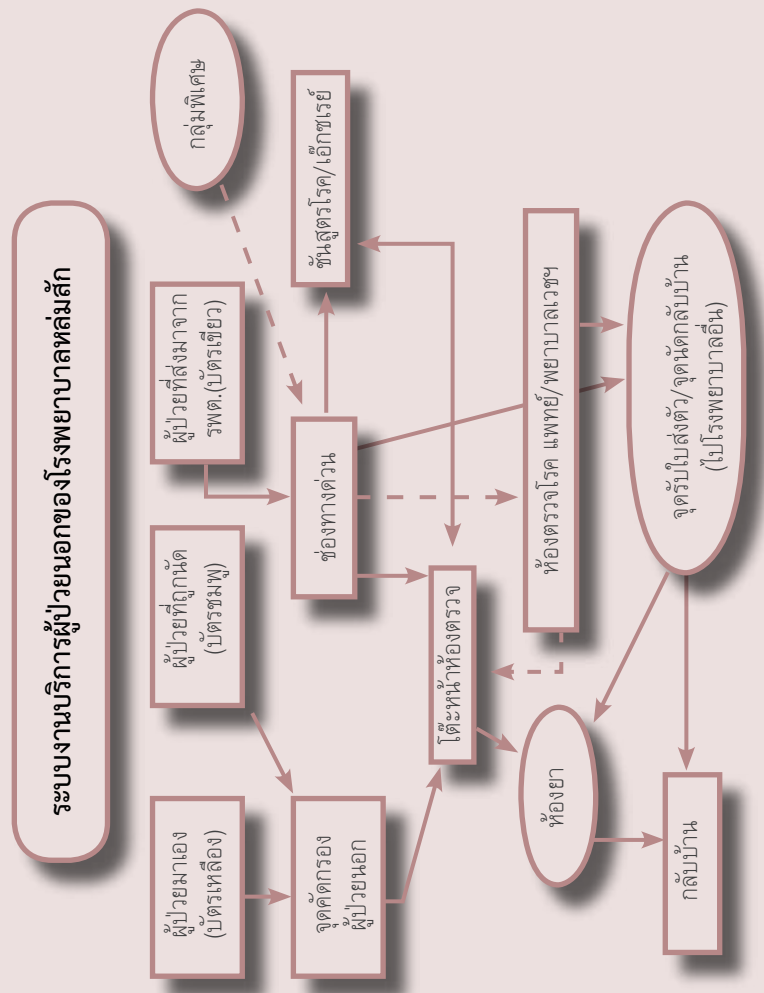 ระบบงานบริการผู้ป่วยนอกของโรงพยาบาลหล่มสัก
ผู้ป่วยมาเอง
(บัตรเหลือง)
ผู้ป่วยที่ถูกนัด
(บัตรชมพู)
ผู้ป่วยที่ส่งมาจาก
รพต.(บัตรเขียว)
กลุ่มพิเศษ
จุดคัดกรอง
ผู้ป่วยนอก
ช่องทางด่วน
ชันสูตรโรค/เอ๊กซเรย์
โต๊ะหน้าห้องตรวจ
ห้องตรวจโรค แพทย์/พยาบาลเวชฯ
ห้องยา
จุดรับใบส่งตัว/จุดนัดกลับบ้าน
(ไปโรงพยาบาลอื่น)
กลับบ้าน